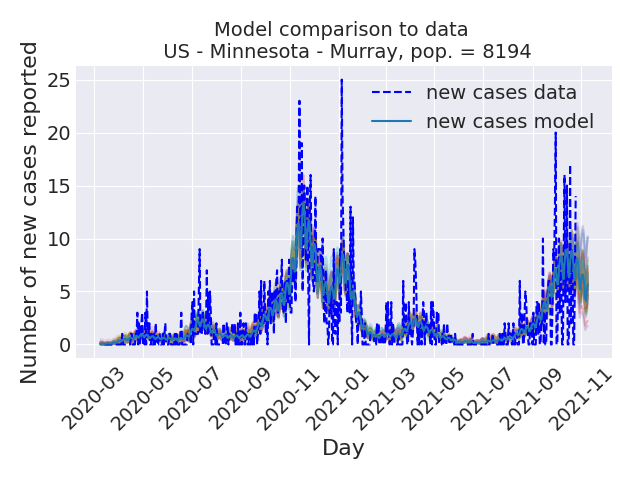 Model comparison to data
US - Minnesota - Murray, pop. = 8194
Number of new cases reported
25
20
15
10
5
0
new cases data
new cases model
2020-03
2020-05
2020-07
2020-09
2020-11
2021-01
2021-03
2021-05
2021-07
2021-09
2021-11
Day